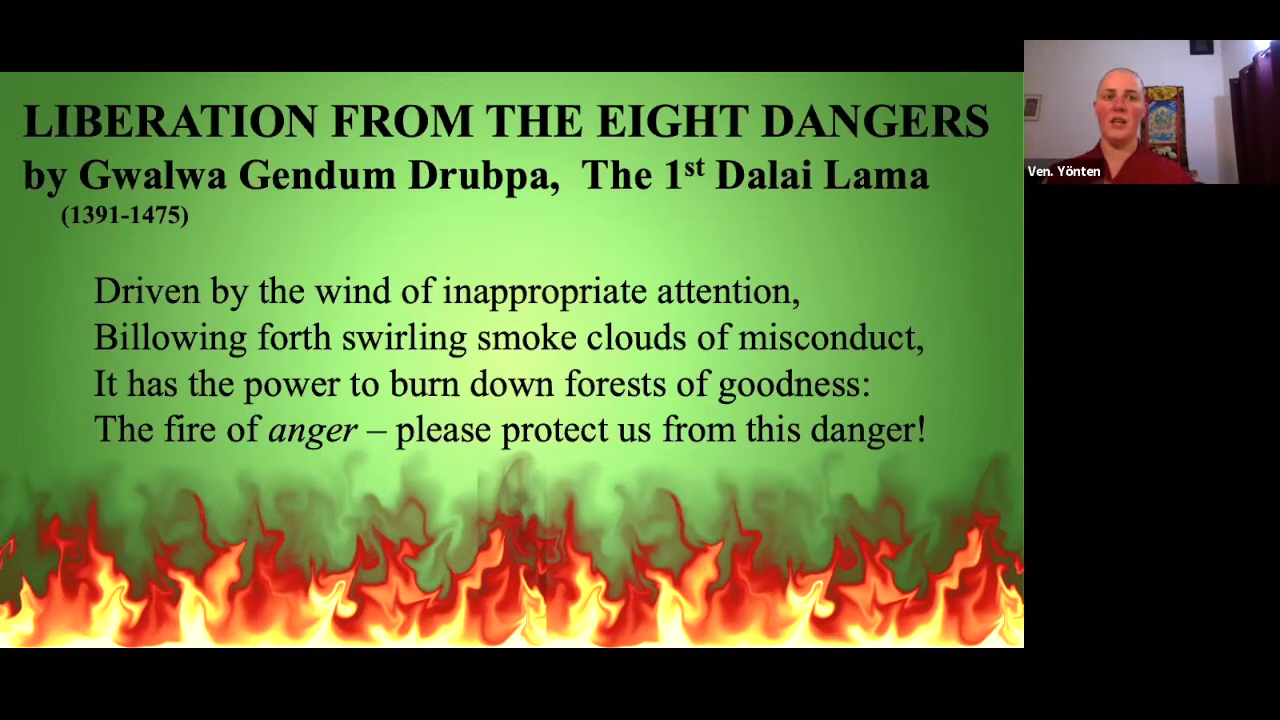 LIBERATION FROM THE EIGHT DANGERS
by Gwalwa Gendum Drubpa, The 1st Dalai Lama
(1391-1475)
Driven by the wind of inappropriate attention,
Billowing forth swirling smoke clouds of misconduct,
It has the power to burn down forests of goodness:
The fire of anger – please protect us from this danger!
Ven. Yönten